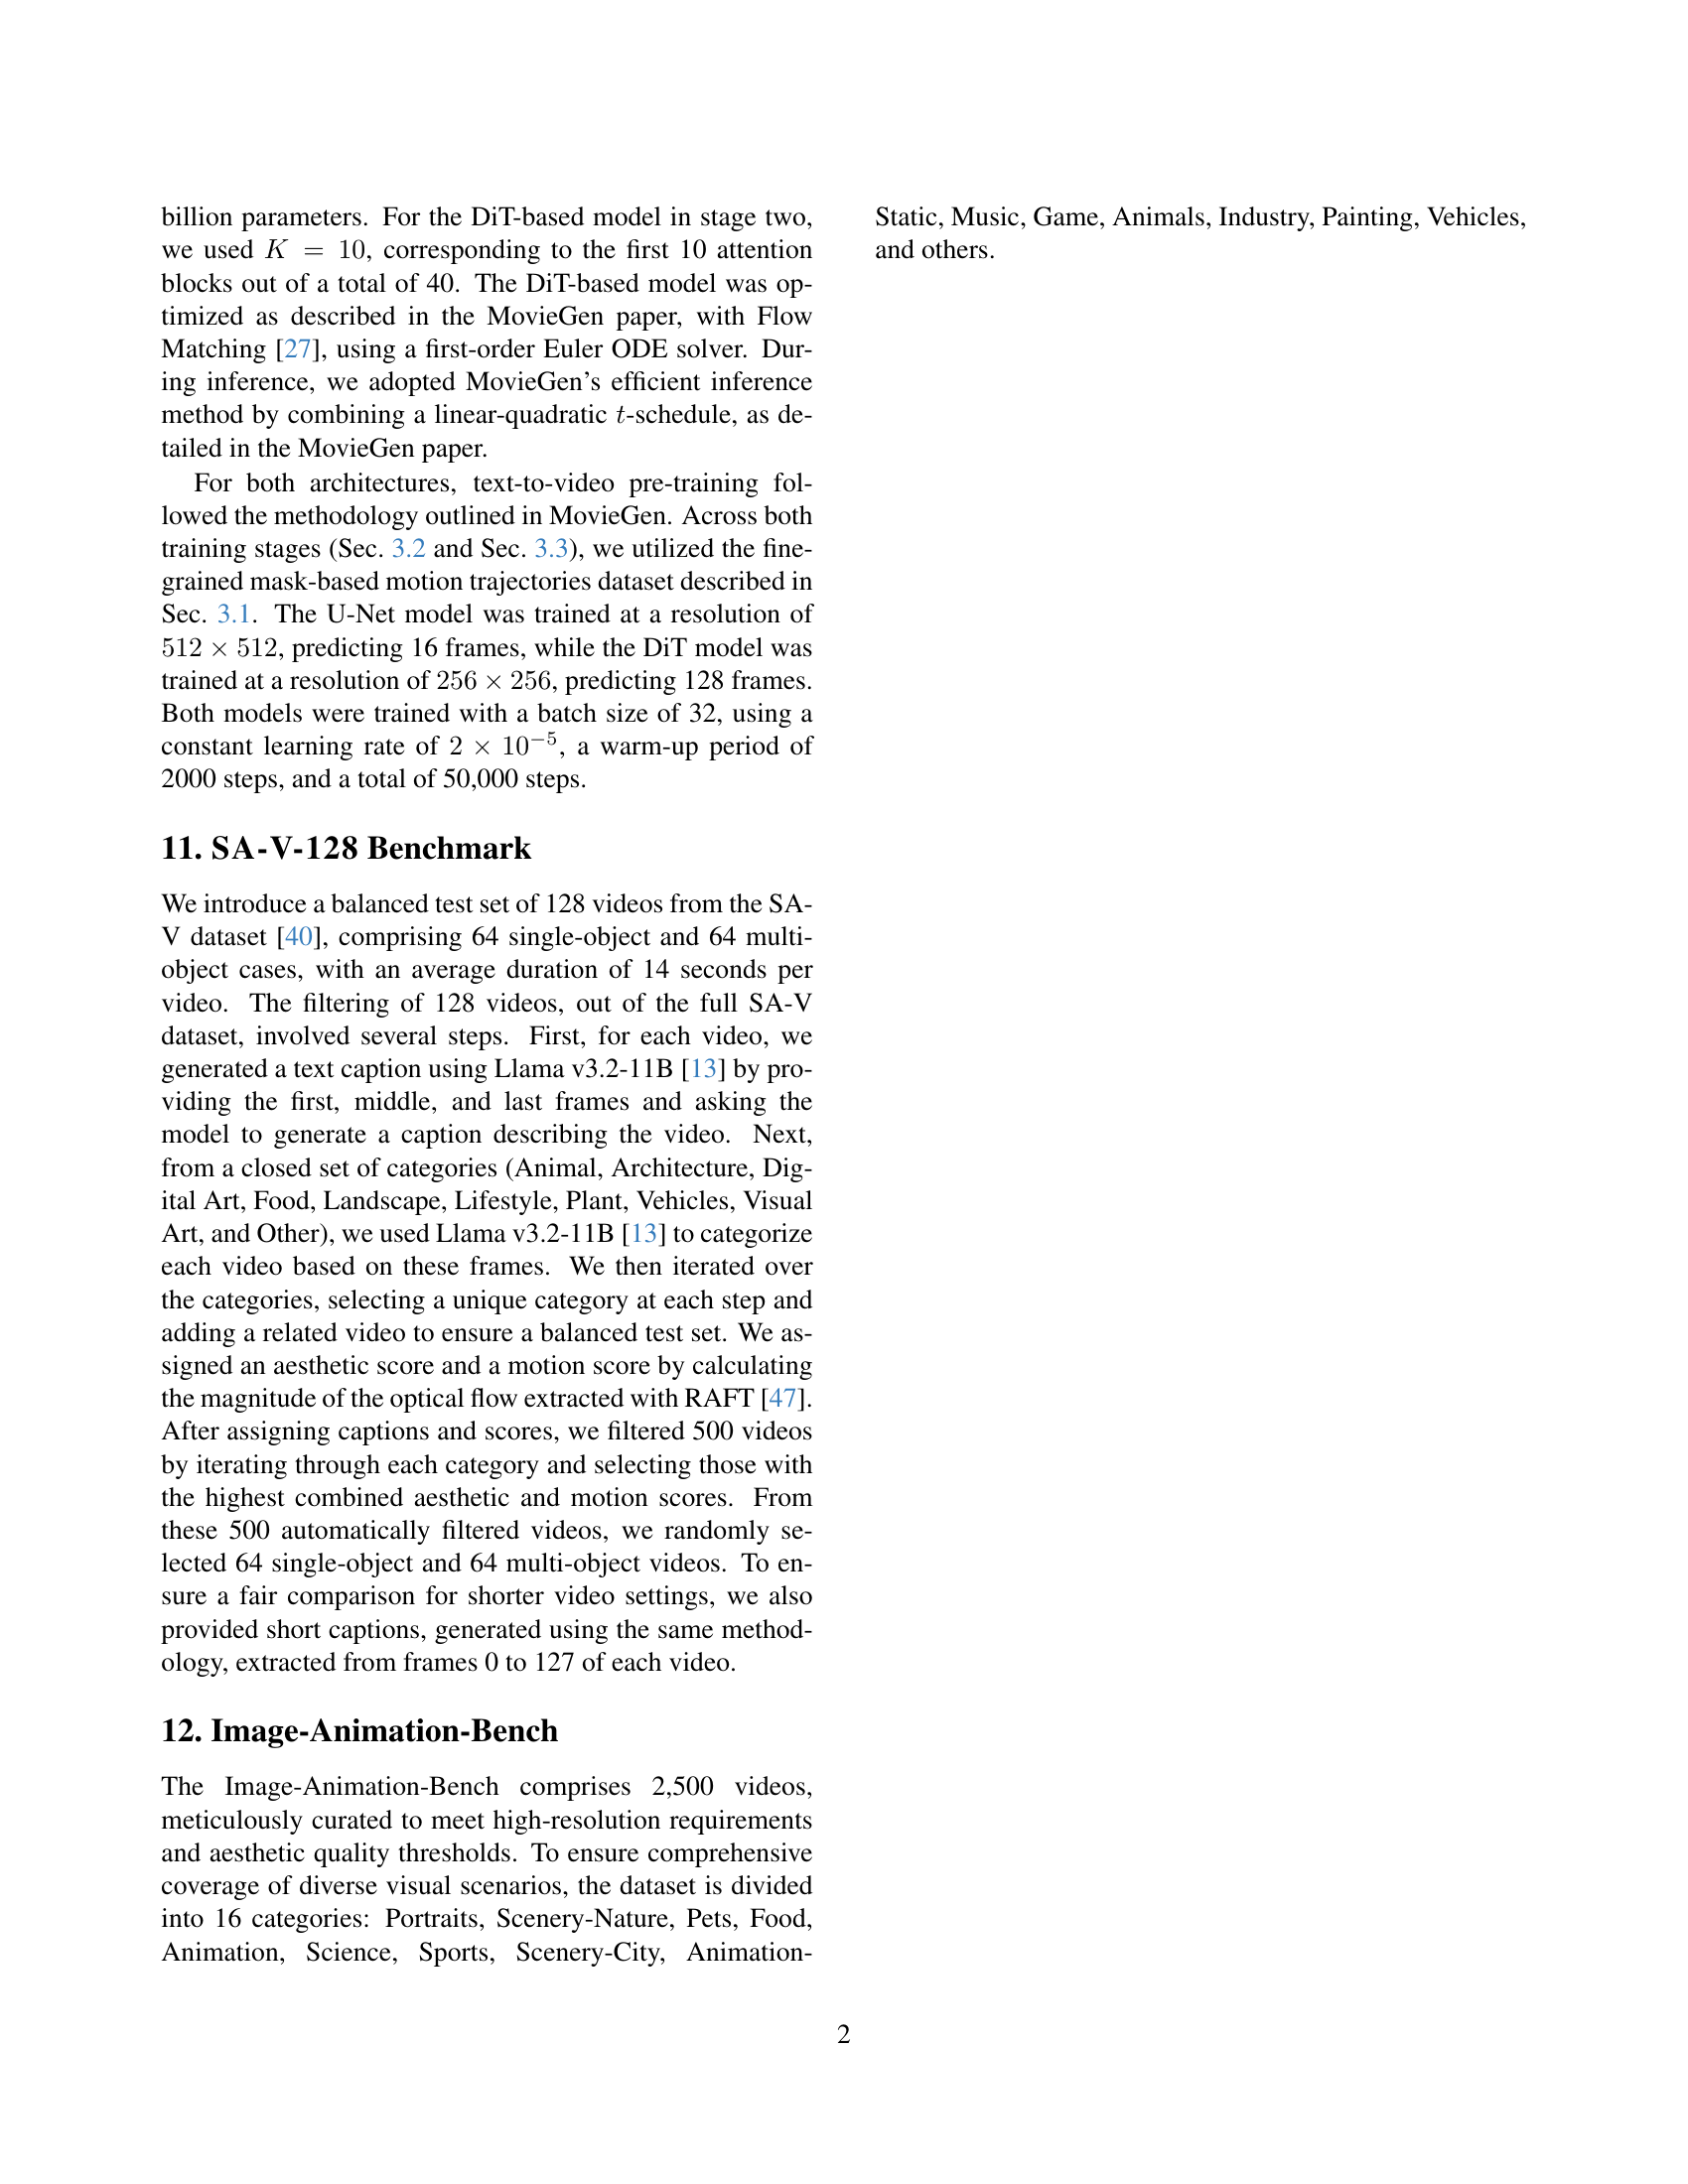 billion parameters. For the DiT-based model in stage two,
we used K = 10, corresponding to the first 10 attention
blocks out of a total of 40. The DiT-based model was op-
timized as described in the MovieGen paper, with Flow
Matching [27], using a first-order Euler ODE solver. Dur-
ing inference, we adopted MovieGen's efficient inference
method by combining a linear-quadratic t-schedule, as de-
tailed in the MovieGen paper.
For both architectures, text-to-video pre-training fol-
lowed the methodology outlined in MovieGen. Across both
training stages (Sec. 3.2 and Sec. 3.3), we utilized the fine-
grained mask-based motion trajectories dataset described in
Sec. 3.1. The U-Net model was trained at a resolution of
512 × 512, predicting 16 frames, while the DiT model was
trained at a resolution of 256 × 256, predicting 128 frames.
Both models were trained with a batch size of 32, using a
constant learning rate of 2 × 10⁻⁵, a warm-up period of
2000 steps, and a total of 50,000 steps.
11. SA-V-128 Benchmark
We introduce a balanced test set of 128 videos from the SA-
V dataset [40], comprising 64 single-object and 64 multi-
object cases, with an average duration of 14 seconds per
video. The filtering of 128 videos, out of the full SA-V
dataset, involved several steps. First, for each video, we
generated a text caption using Llama v3.2-11B [13] by pro-
viding the first, middle, and last frames and asking the
model to generate a caption describing the video. Next,
from a closed set of categories (Animal, Architecture, Dig-
ital Art, Food, Landscape, Lifestyle, Plant, Vehicles, Visual
Art, and Other), we used Llama v3.2-11B [13] to categorize
each video based on these frames. We then iterated over
the categories, selecting a unique category at each step and
adding a related video to ensure a balanced test set. We as-
signed an aesthetic score and a motion score by calculating
the magnitude of the optical flow extracted with RAFT [47].
After assigning captions and scores, we filtered 500 videos
by iterating through each category and selecting those with
the highest combined aesthetic and motion scores. From
these 500 automatically filtered videos, we randomly se-
lected 64 single-object and 64 multi-object videos. To en-
sure a fair comparison for shorter video settings, we also
provided short captions, generated using the same method-
ology, extracted from frames 0 to 127 of each video.
12. Image-Animation-Bench
The Image-Animation-Bench comprises 2,500 videos,
meticulously curated to meet high-resolution requirements
and aesthetic quality thresholds. To ensure comprehensive
coverage of diverse visual scenarios, the dataset is divided
into 16 categories: Portraits, Scenery-Nature, Pets, Food,
Animation, Science, Sports, Scenery-City, Animation-
Static, Music, Game, Animals, Industry, Painting, Vehicles,
and others.
2